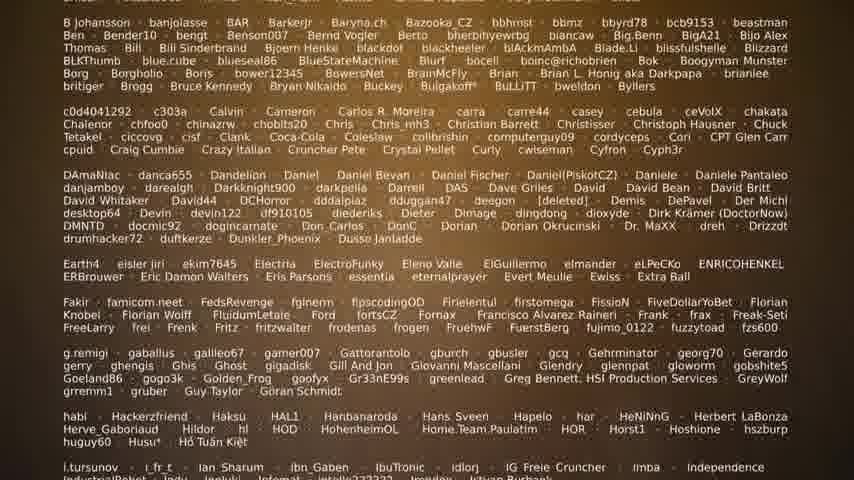 B Johansson · banjolasse · BAR · BarkerJr · Baryna.ch · Bazooka_CZ · bbhmst · bbmz · bbyrd78 · bcb9153 · beastman
Ben · Bender10 · bengt · Benson007 · Bernd Vogler · Berto · bherbihyewrbg · biancaw · Big.Benn · BigA21 · Bijo Alex
Thomas · Bill · Bill Sinderbrand · Bjoern Henke · blackdot · blackheeler · blAckmAmbA · Blade.Li · blissfulshelle · Blizzard
BLKThumb · blue.cube · blueseal86 · BlueStateMachine · Blurf · bocell · boinc@richobrien · Bok · Boogyman Munster
Borg · Borgholio · Boris · bower12345 · BowersNet · BrainMcFly · Brian · Brian L. Honig aka Darkpapa · brianlee
britiger · Brogg · Bruce Kennedy · Bryan Nikaido · Buckey · Bulgakoff* · BuLLiTT · bweldon · Byllers
c0d4041292 · c303a · Calvin · Cameron · Carlos R. Moreira · carra · carre44 · casey · cebula · ceVoIX · chakata
Chalenor · chfoo0 · chinazrw · choblts20 · Chris · Chris_mh3 · Christian Barrett · Christisser · Christoph Hausner · Chuck
Tetakel · ciccovg · cisf · Clank · Coca-Cola · Coleslaw · collibrishin · computerguy09 · cordyceps · Cori · CPT Glen Carr
cpuid · Craig Cumbie · Crazy Italian · Cruncher Pete · Crystal Pellet · Curly · cwiseman · Cyfron · Cyph3r
DAmaNiac · danca655 · Dandelion · Daniel · Daniel Bevan · Daniel Fischer · Daniel(PiskotCZ) · Daniele · Daniele Pantaleo
danjamboy · darealgh · Darkknight900 · darkpella · Darrell · DAS · Dave Griles · David · David Bean · David Britt
David Whitaker · David44 · DCHorror · dddalpiaz · dduggan47 · deegon · [deleted] · Demis · DePavel · Der Michl
desktop64 · Devin · devin122 · df910105 · diederiks · Dieter · Dimage · dingdong · dioxyde · Dirk Krämer (DoctorNow)
DMNTD · docmic92 · dogincarnate · Don_Carlos · DonC · Dorian · Dorian Okrucinski · Dr. MaXX · dreh · Drizzdt
drumhacker72 · duftkerze · Dunkler_Phoenix · Dusso Janladde
Earth4 · eisler jiri · ekim7645 · Electria · ElectroFunky · Eleno Valle · ElGuillermo · elmander · eLPeCKo · ENRICOHENKEL
ERBrouwer · Eric Damon Walters · Eris Parsons · essentia · eternalprayer · Evert Meulie · Ewiss · Extra Ball
Fakir · famicom.neet · FedsRevenge · fginerm · flpscodingOD · Firielentul · firstomega · FissioN · FiveDollarYoBet · Florian
Knobel · Florian Wolff · FluidumLetale · Ford · fortsCZ · Fornax · Francisco Alvarez Raineri · Frank · frax · Freak-Seti
FreeLarry · frei · Frenk · Fritz · fritzwalter · frodenas · frogen · FruehwF · FuerstBerg · fujimo_0122 · fuzzytoad · fzs600
g.remigi · gaballus · galileo67 · gamer007 · Gattorantolo · gburch · gbusler · gcq · Gehrminator · georg70 · Gerardo
gerry · ghengis · Ghis · Ghost · gigadisk · Gill And Jon · Giovanni Mascellani · Glendry · glennpat · gloworm · gobshite5
Goeland86 · gogo3k · Golden_Frog · goofyx · Gr33nE99s · greenlead · Greg Bennett, HSI Production Services · GreyWolf
grremm1 · gruber · Guy Taylor · Göran Schmidt
habl · Hackerzfriend · Haksu · HAL1 · Hanbanaroda · Hans Sveen · Hapelo · har · HeNiNnG · Herbert LaBonza
Herve_Gaboriaud · Hildor · hl · HOD · HohenheimOL · Home.Team.Paulatim · HOR · Horst1 · Hoshione · hszburp
huguy60 · Husu* · Hồ Tuấn Kiệt
i.tursunov · i_fr_t · Ian Sharum · Ibn_Gaben · IbuTronic · idlorj · IG Freie Cruncher · Imba · Independence